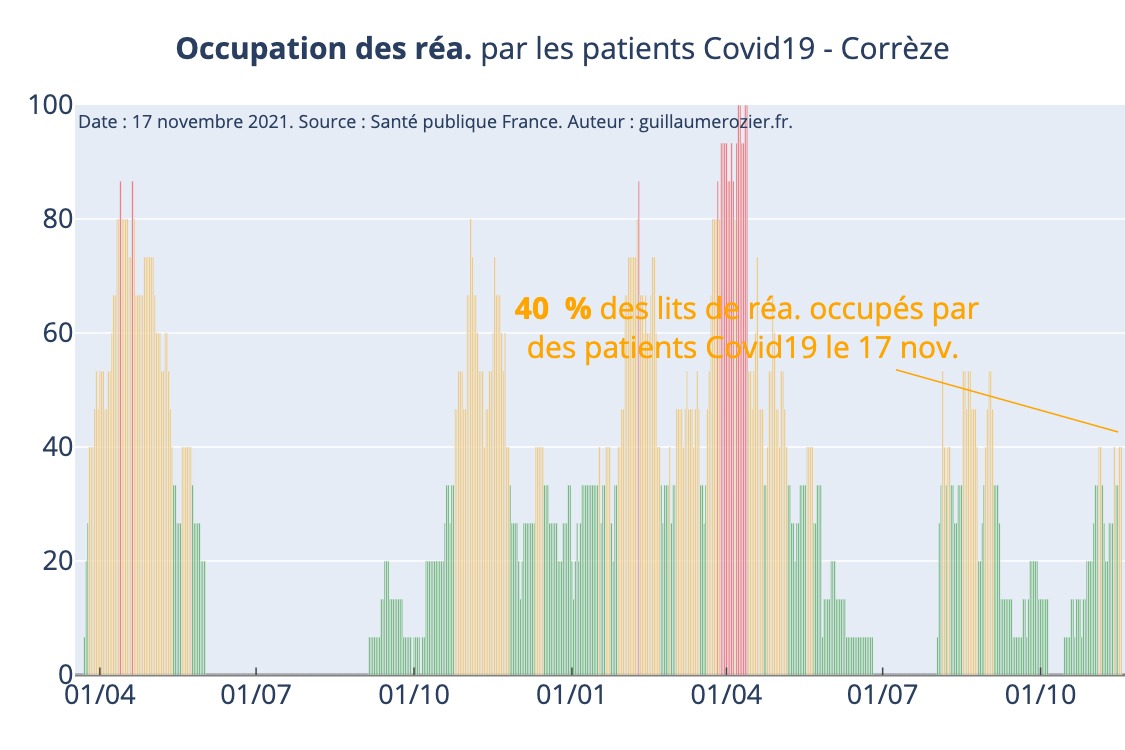 Occupation des réa. par les patients Covid19 - Corrèze
100
Date : 17 novembre 2021. Source : Santé publique France. Auteur : guillaumerozier.fr.
80
40 % des lits de réa. occupés par
des patients Covid19 le 17 nov.
60
40
20
0
01/04 01/07 01/10 01/01 01/04 01/07 01/10